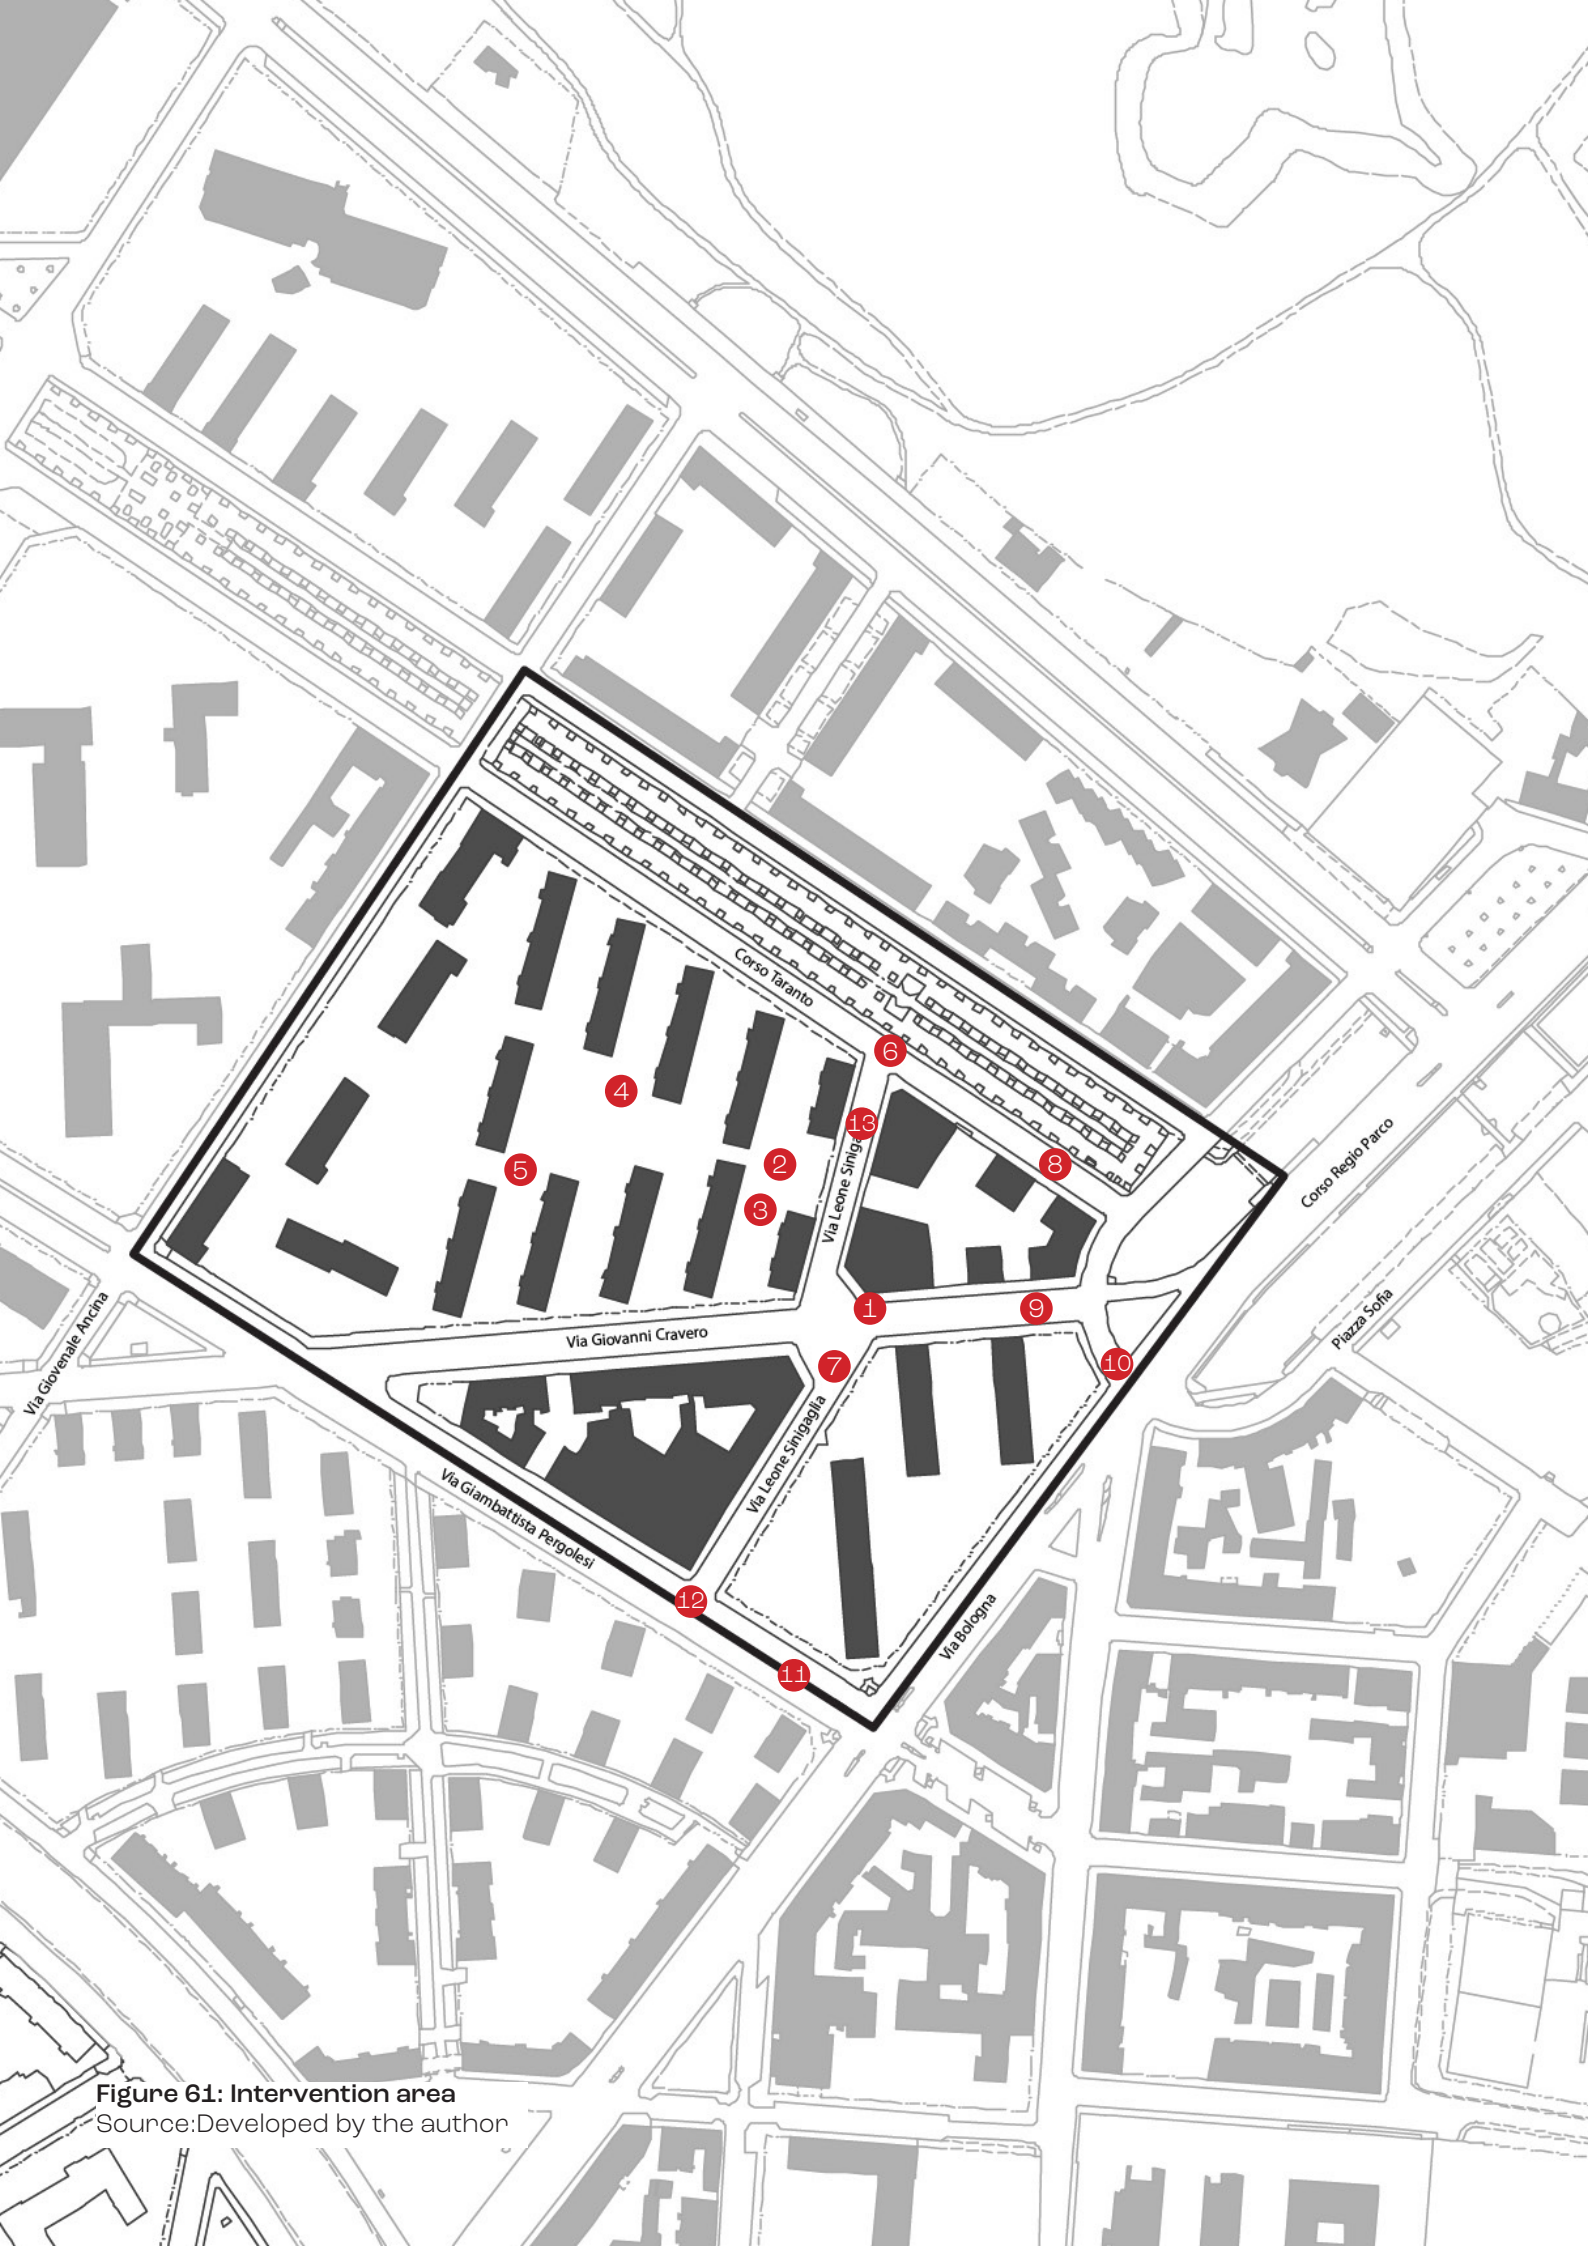 Corso Taranto
6
4
13
Via Leone Siniga
8
2
5
3
Corso Regio Parco
1
9
Via Giovanni Cravero
Piazza Sofia
Via Giovenale Ancina
7
10
Via Leone Sinigaglia
Via Giambattista Pergolesi
12
Via Bologna
11
Figure 61: Intervention area
Source:Developed by the author